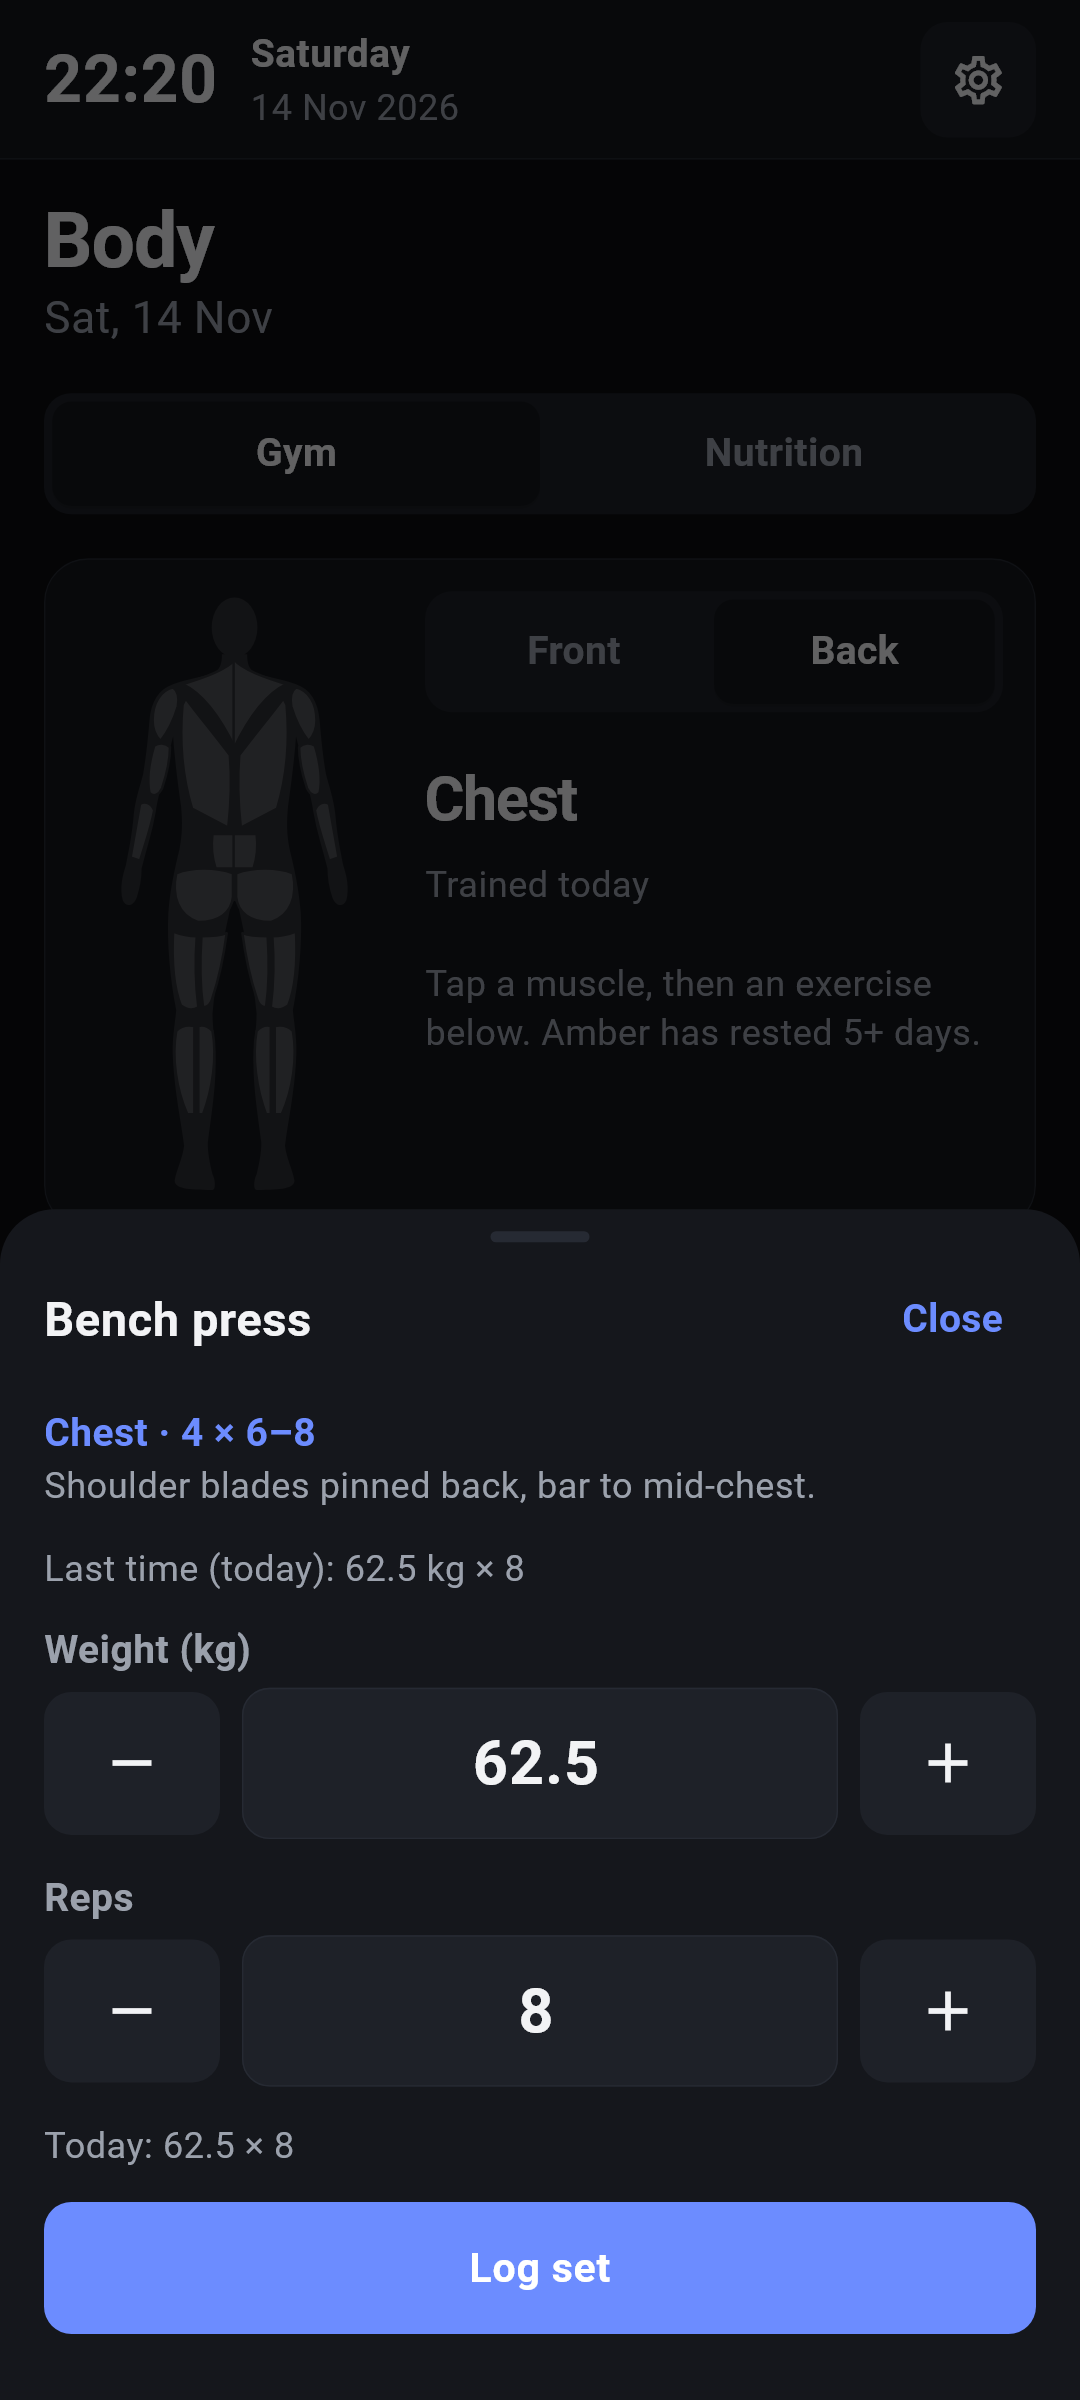 22:20
Saturday
14 Nov 2026
Body
Sat, 14 Nov
Gym
Nutrition
Front
Back
Chest
Trained today
Tap a muscle, then an exercise
below. Amber has rested 5+ days.
Bench press
Close
Chest · 4 × 6–8
Shoulder blades pinned back, bar to mid-chest.
Last time (today): 62.5 kg × 8
Weight (kg)
− 62.5 +
Reps
− 8 +
Today: 62.5 × 8
Log set